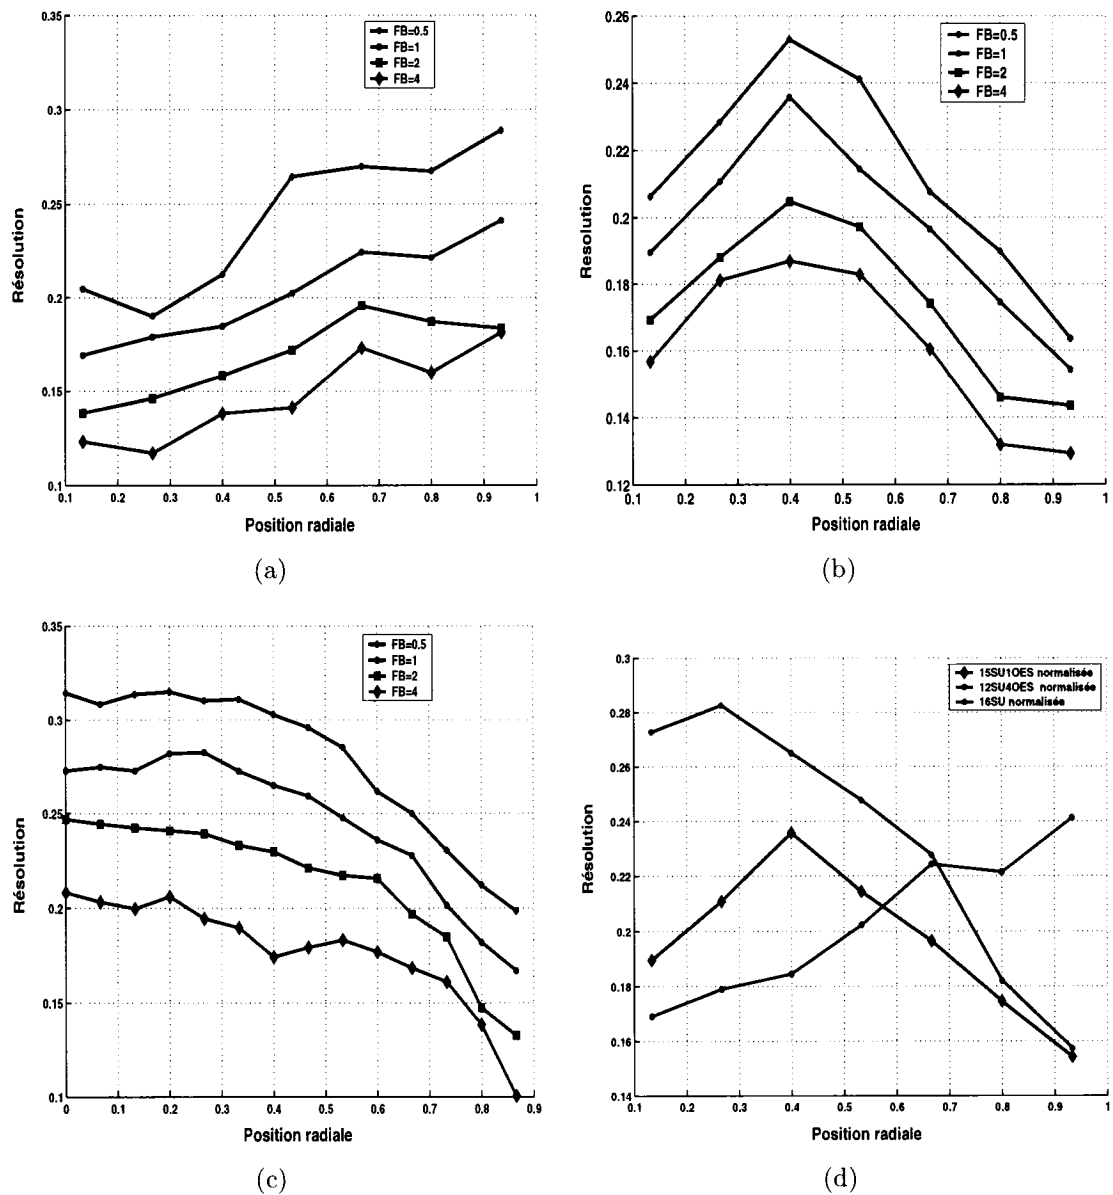 0.35
0.3
0.25
0.2
0.15
0.1
Résolution
FB=0.5
FB=1
FB=2
FB=4
0.1 0.2 0.3 0.4 0.5 0.6 0.7 0.8 0.9 1
Position radiale
(a)
0.26
0.24
0.22
0.2
0.18
0.16
0.14
0.12
Resolution
FB=0.5
FB=1
FB=2
FB=4
0.1 0.2 0.3 0.4 0.5 0.6 0.7 0.8 0.9 1
Position radiale
(b)
0.35
0.3
0.25
0.2
0.15
0.1
Résolution
FB=0.5
FB=1
FB=2
FB=4
0 0.1 0.2 0.3 0.4 0.5 0.6 0.7 0.8 0.9
Position radiale
(c)
0.3
0.28
0.26
0.24
0.22
0.2
0.18
0.16
0.14
Résolution
15SU1OES normalisée
12SU4OES normalisée
16SU normalisée
0.1 0.2 0.3 0.4 0.5 0.6 0.7 0.8 0.9 1
Position radiale
(d)